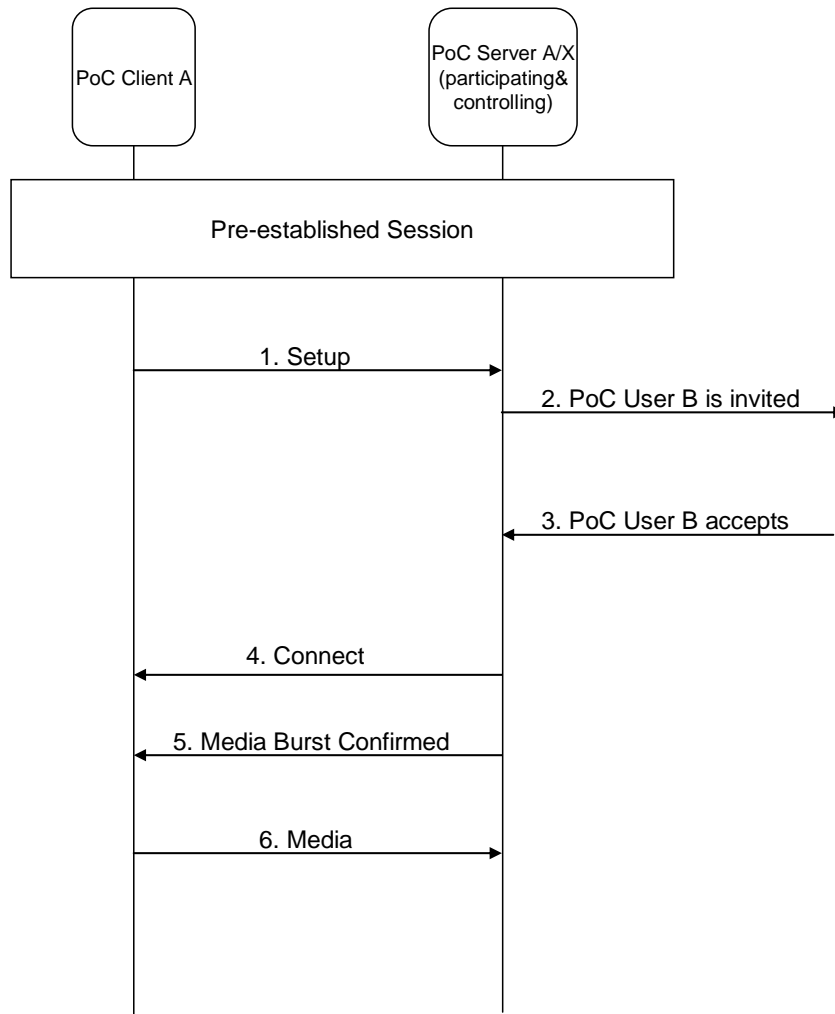 PoC Client A
PoC Server A/X
(participating&
controlling)
Pre-established Session
1. Setup
2. PoC User B is invited
3. PoC User B accepts
4. Connect
5. Media Burst Confirmed
6. Media